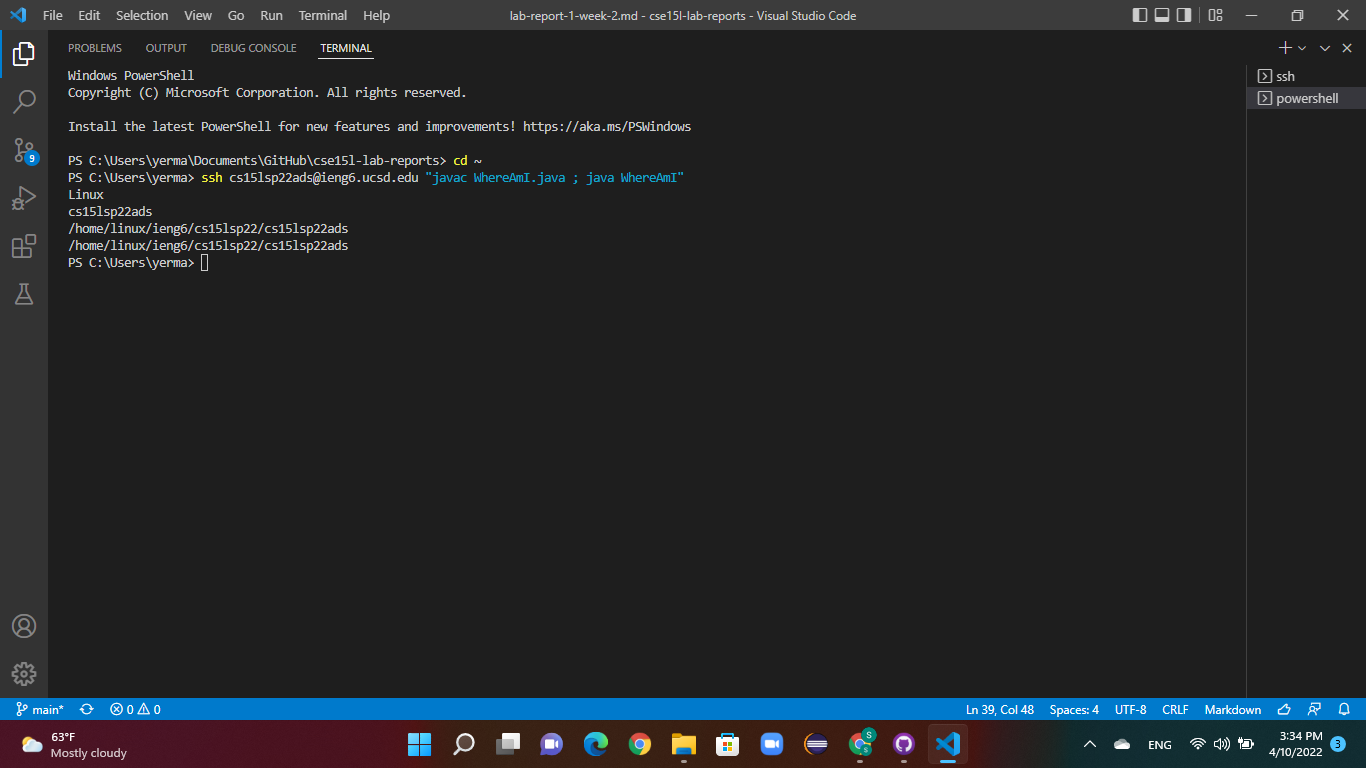 File Edit Selection View Go Run Terminal Help
lab-report-1-week-2.md - cse15l-lab-reports - Visual Studio Code
PROBLEMS OUTPUT DEBUG CONSOLE TERMINAL
Windows PowerShell
Copyright (C) Microsoft Corporation. All rights reserved.
Install the latest PowerShell for new features and improvements! https://aka.ms/PSWindows
PS C:\Users\yerma\Documents\GitHub\cse15l-lab-reports> cd ~
PS C:\Users\yerma> ssh cs15lsp22ads@ieng6.ucsd.edu "javac WhereAmI.java ; java WhereAmI"
Linux
cs15lsp22ads
/home/linux/ieng6/cs15lsp22/cs15lsp22ads
/home/linux/ieng6/cs15lsp22/cs15lsp22ads
PS C:\Users\yerma>
ssh
powershell
9
main* 0 0
Ln 39, Col 48 Spaces: 4 UTF-8 CRLF Markdown
63°F
Mostly cloudy
S
S
ENG
3:34 PM
4/10/2022
3